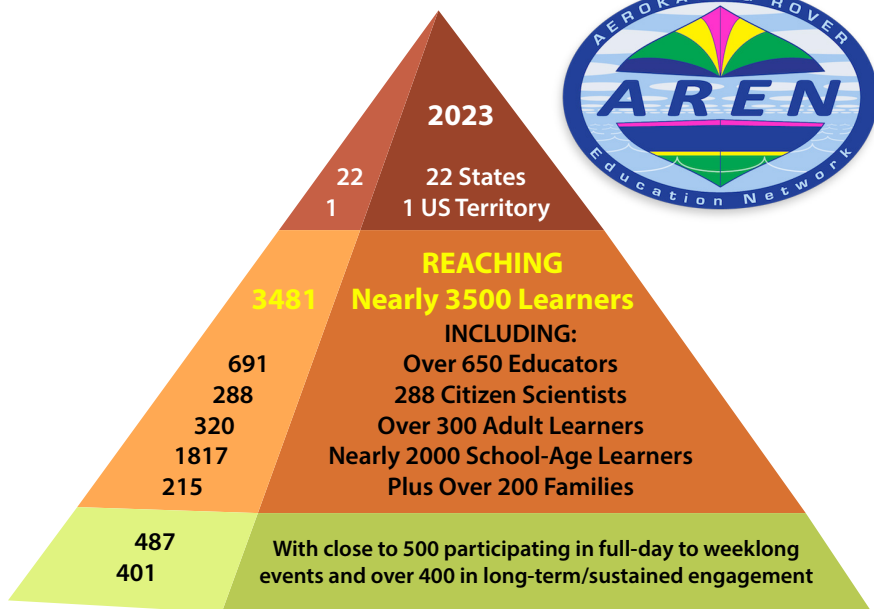 AEROKATS ROVER
AREN
Education Network
2023
22 22 States
1 1 US Territory
REACHING
3481 Nearly 3500 Learners
INCLUDING:
691 Over 650 Educators
288 288 Citizen Scientists
320 Over 300 Adult Learners
1817 Nearly 2000 School-Age Learners
215 Plus Over 200 Families
487 With close to 500 participating in full-day to weeklong
401 events and over 400 in long-term/sustained engagement